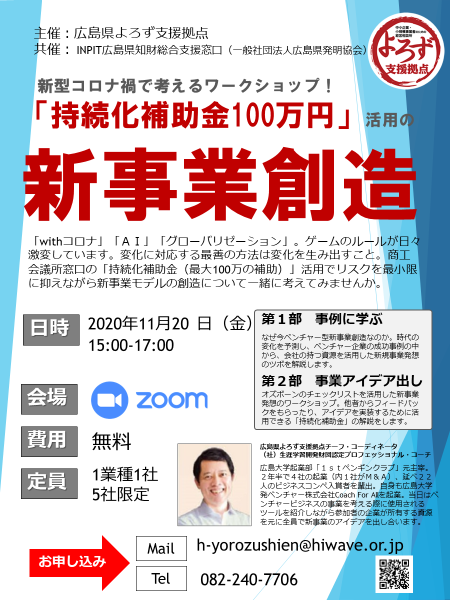 主催：広島県よろず支援拠点
共催： INPIT広島県知財総合支援窓口（一般社団法人広島県発明協会）
よろず
支援拠点
新型コロナ禍で考えるワークショップ！
「持続化補助金100万円」活用の
新事業創造
「withコロナ」「ＡＩ」「グローバリゼーション」。ゲームのルールが日々
激変しています。変化に対応する最善の方法は変化を生み出すこと。商工
会議所窓口の「持続化補助金（最大100万の補助）」活用でリスクを最小限
に抑えながら新事業モデルの創造について一緒に考えてみませんか。
日時
2020年11月20 日（金）
15:00-17:00
第１部　事例に学ぶ
なぜ今ベンチャー型新事業創造なのか。時代
の変化を予測し、ベンチャー企業の成功事例の中
から、会社の持つ資源を活用した新規事業発想
のツボを解説します。
第２部　事業アイデア出し
オズボーンのチェックリストを活用した新事業
発想のワークショップ。他者からフィードバック
をもらったり、アイデアを実装するために活用
できる「持続化補助金」の解説をします。
会場
zoom
費用
無料
定員
1業種1社
5社限定
広島県よろず支援拠点チーフ・コーディネータ
（社）生涯学習開発財団認定プロフェッショナル・コーチ
広島大学起業部「１ｓｔペンギンクラブ」元主宰。
２年半で４社の起業（内１社がＭ＆Ａ）、延べ２２
人のビジネスコンペ入賞者を輩出。自身も広島大学
発ベンチャー株式会社Coach For Allを起業。当日はベ
ンチャービジネスの事業を考える際に使用される
ツールを紹介しながら参加者の企業が所有する資源
を元に全員で新事業のアイデアを出し合います。
お申し込み
Mail
h-yorozushien@hiwave.or.jp
Tel
082-240-7706